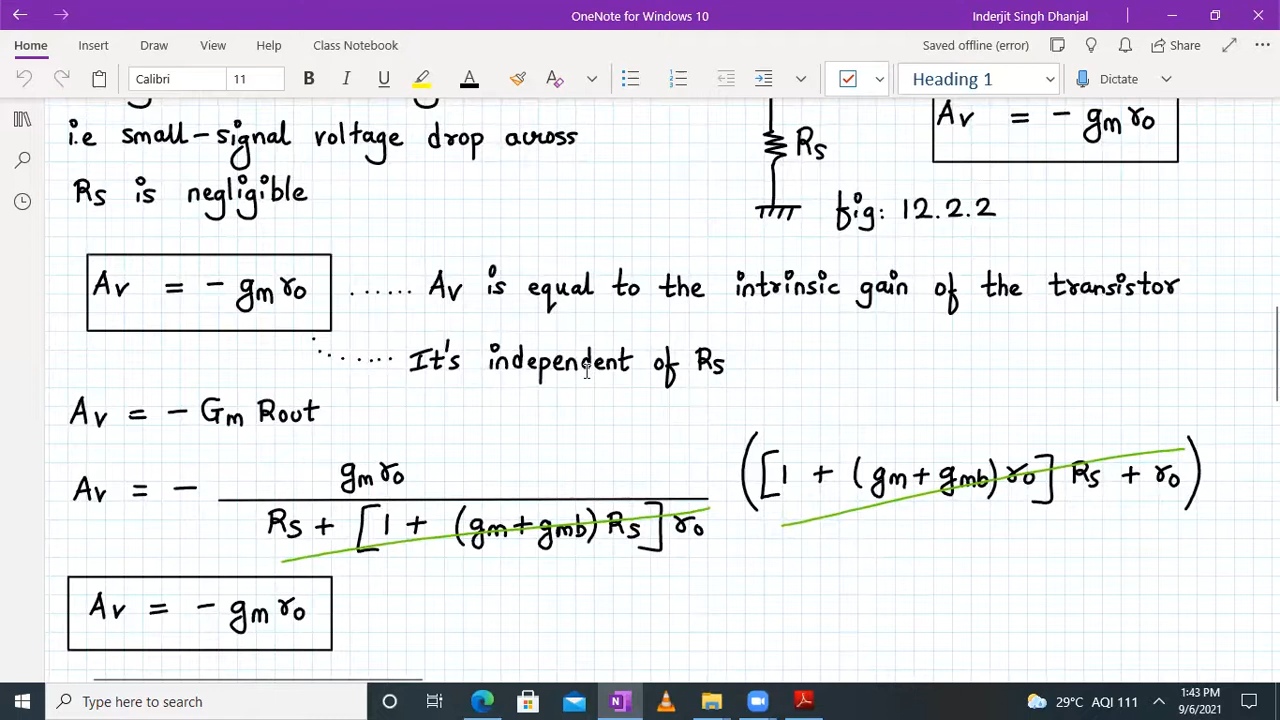 OneNote for Windows 10
Inderjit Singh Dhanjal
Home Insert Draw View Help Class Notebook
Saved offline (error)
Share
Calibri 11 B I U A
Heading 1
Dictate
i.e small-signal voltage drop across
Rs is negligible
Rs
Av = - gm ro
fig: 12.2.2
Av = - gm ro ...... Av is equal to the intrinsic gain of the transistor
...... It's independent of Rs
Av = - Gm Rout
Av = - gm ro / Rs + [1 + (gm + gmb) Rs] ro ([1 + (gm + gmb) ro] Rs + ro)
Av = - gm ro
Type here to search
29°C AQI 111
1:43 PM
9/6/2021